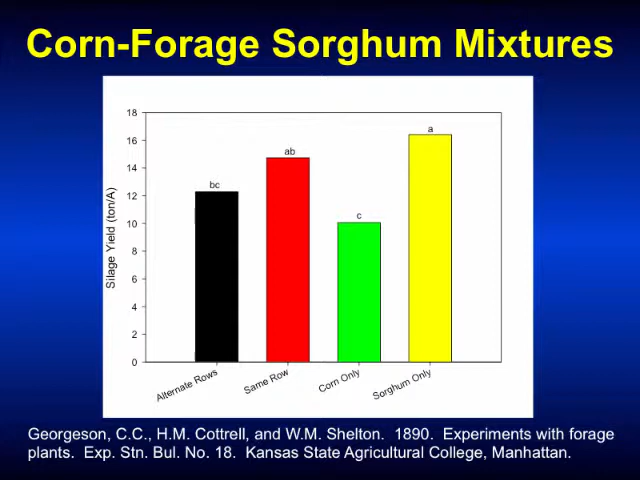 Corn-Forage Sorghum Mixtures
Silage Yield (ton/A)
18
16
14
12
10
8
6
4
2
0
bc
ab
c
a
Alternate Rows
Same Row
Corn Only
Sorghum Only
Georgeson, C.C., H.M. Cottrell, and W.M. Shelton. 1890. Experiments with forage
plants. Exp. Stn. Bul. No. 18. Kansas State Agricultural College, Manhattan.